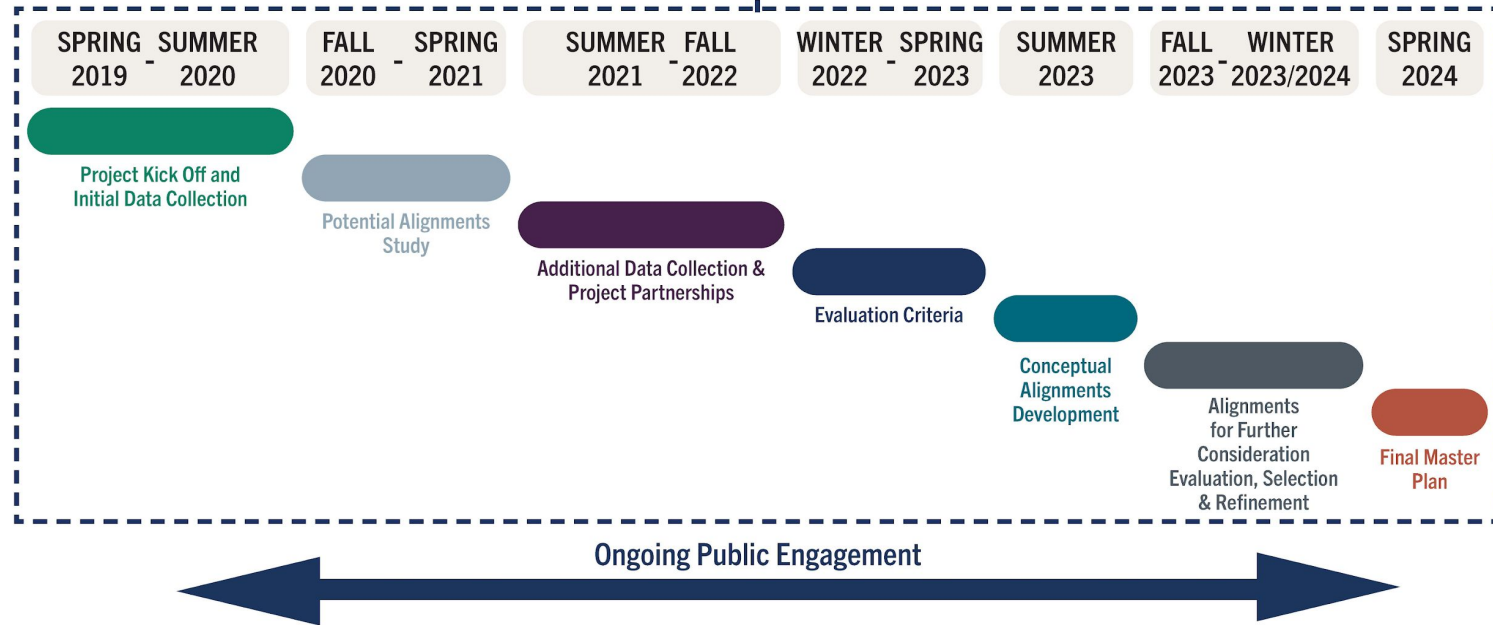 SPRING - SUMMER
2019 2020
FALL - SPRING
2020 2021
SUMMER - FALL
2021 2022
WINTER - SPRING
2022 2023
SUMMER
2023
FALL - WINTER
2023 2023/2024
SPRING
2024
Project Kick Off and
Initial Data Collection
Potential Alignments
Study
Additional Data Collection &
Project Partnerships
Evaluation Criteria
Conceptual
Alignments
Development
Alignments
for Further
Consideration
Evaluation, Selection
& Refinement
Final Master
Plan
Ongoing Public Engagement